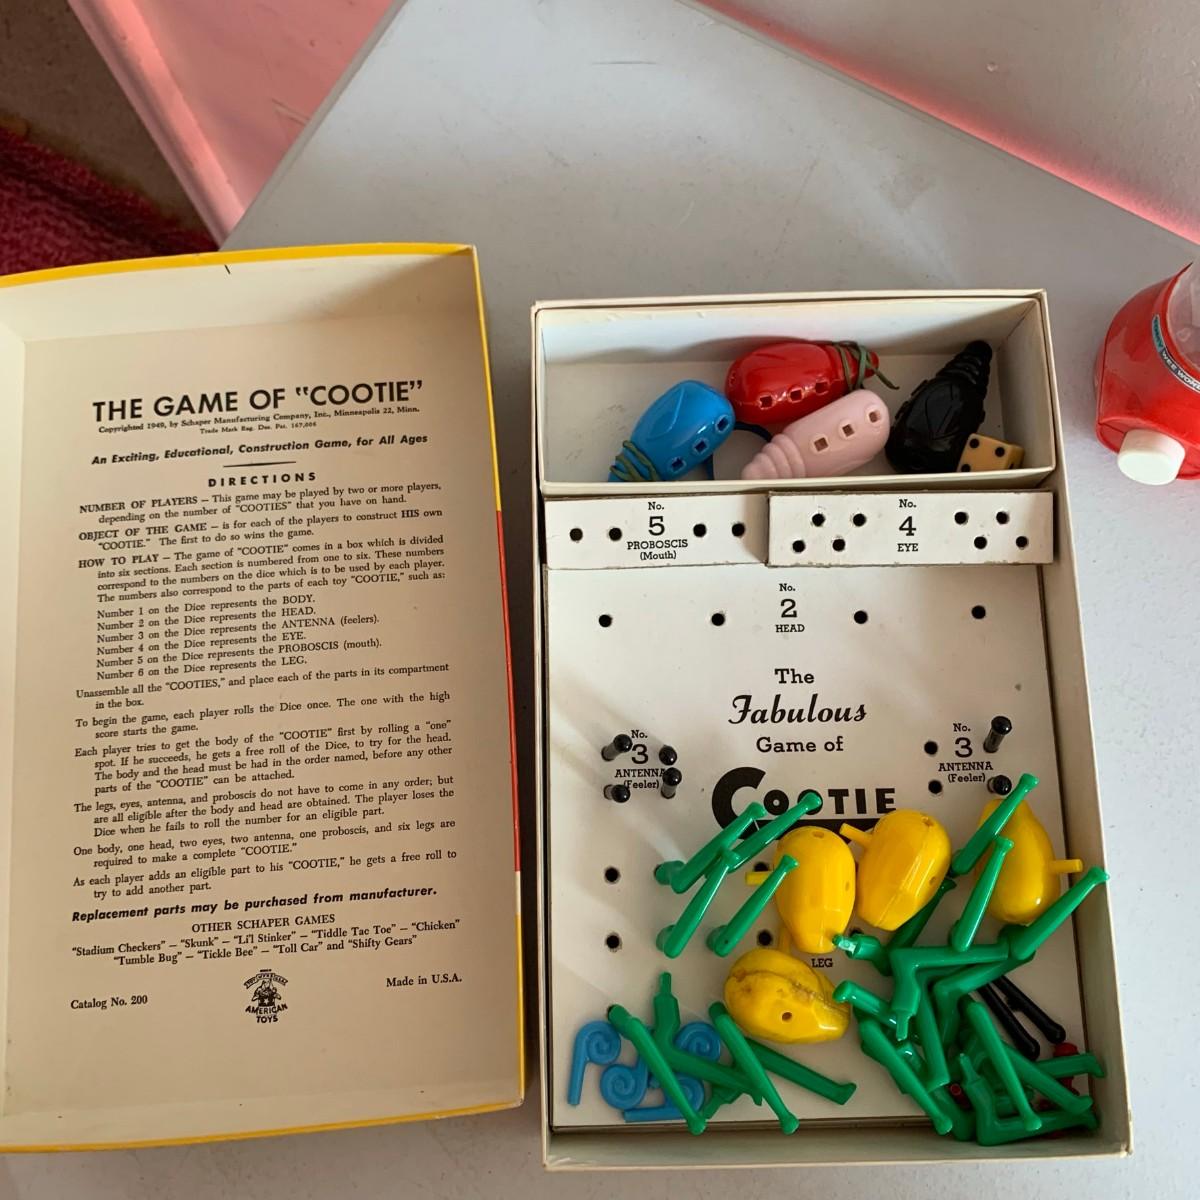 THE GAME OF "COOTIE"
Copyrighted 1949, by Schaper Manufacturing Company, Inc., Minneapolis 22, Minn.
Trade Mark Reg. Des. Pat. 167,006
An Exciting, Educational, Construction Game, for All Ages
DIRECTIONS
NUMBER OF PLAYERS — This game may be played by two or more players,
depending on the number of "COOTIES" that you have on hand.
OBJECT OF THE GAME — is for each of the players to construct HIS own
"COOTIE." The first to do so wins the game.
HOW TO PLAY — The game of "COOTIE" comes in a box which is divided
into six sections. Each section is numbered from one to six. These numbers
correspond to the numbers on the dice which is to be used by each player.
The numbers also correspond to the parts of each toy "COOTIE," such as:
Number 1 on the Dice represents the BODY.
Number 2 on the Dice represents the HEAD.
Number 3 on the Dice represents the ANTENNA (feelers).
Number 4 on the Dice represents the EYE.
Number 5 on the Dice represents the PROBOSCIS (mouth).
Number 6 on the Dice represents the LEG.
Unassemble all the "COOTIES," and place each of the parts in its compartment
in the box.
To begin the game, each player rolls the Dice once. The one with the high
score starts the game.
Each player tries to get the body of the "COOTIE" first by rolling a "one"
spot. If he succeeds, he gets a free roll of the Dice, to try for the head.
The body and the head must be had in the order named, before any other
parts of the "COOTIE" can be attached.
The legs, eyes, antenna, and proboscis do not have to come in any order; but
are all eligible after the body and head are obtained. The player loses the
Dice when he fails to roll the number for an eligible part.
One body, one head, two eyes, two antenna, one proboscis, and six legs are
required to make a complete "COOTIE."
As each player adds an eligible part to his "COOTIE," he gets a free roll to
try to add another part.
Replacement parts may be purchased from manufacturer.
OTHER SCHAPER GAMES
"Stadium Checkers" — "Skunk" — "Li'l Stinker" — "Tiddle Tac Toe" — "Chicken"
"Tumble Bug" — "Tickle Bee" — "Toll Car" and "Shifty Gears"
Catalog No. 200
AMERICAN
TOYS
Made in U.S.A.
No.
5
PROBOSCIS
(Mouth)
No.
4
EYE
No.
2
HEAD
The
Fabulous
Game of
COOTIE
No.
3
ANTENNA
(Feeler)
No.
3
ANTENNA
(Feeler)
LEG
WEE